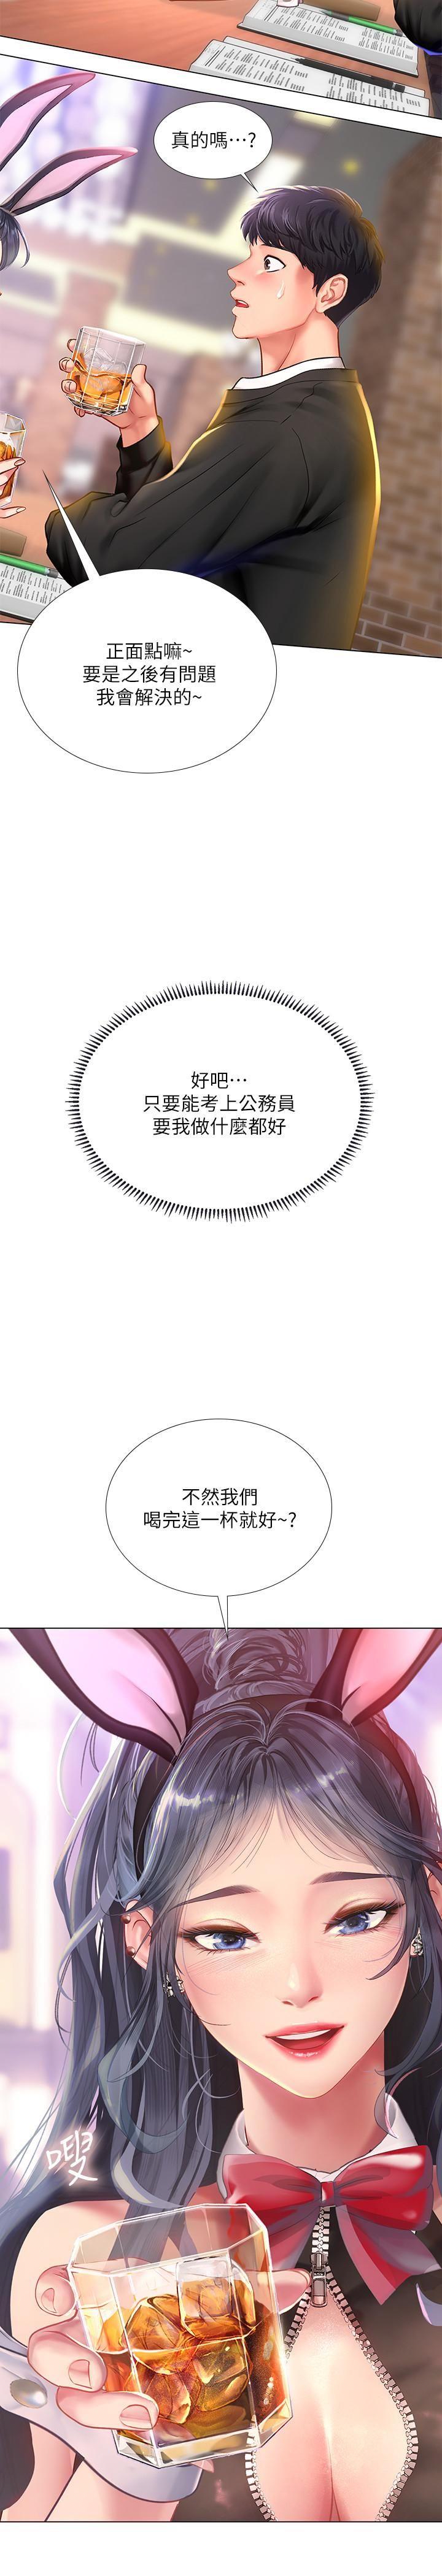 真的嗎⋯?
正面點嘛~
要是之後有問題
我會解決的~
好吧⋯
只要能考上公務員
要我做什麼都好
不然我們
喝完這一杯就好~?
嗖